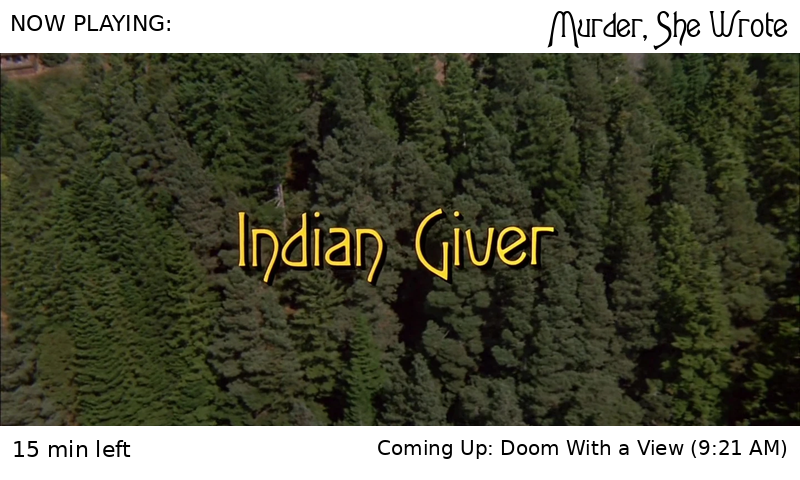 NOW PLAYING:
Murder, She Wrote
Indian Giver
15 min left
Coming Up: Doom With a View (9:21 AM)